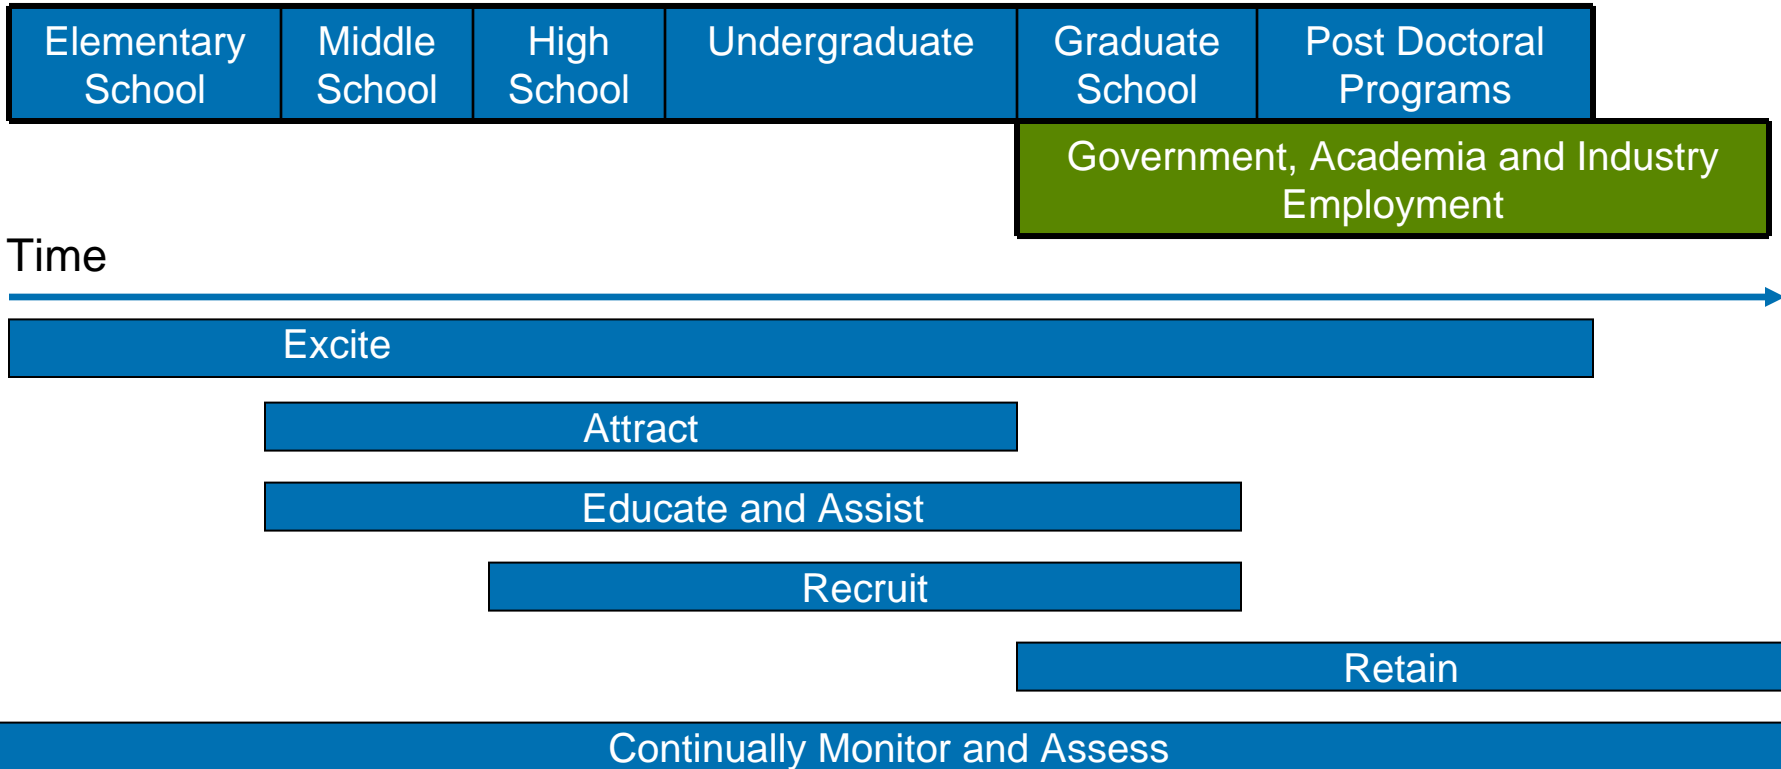 Elementary
School
Middle
School
High
School
Undergraduate
Graduate
School
Post Doctoral
Programs
Government, Academia and Industry
Employment
Time
Excite
Attract
Educate and Assist
Recruit
Retain
Continually Monitor and Assess